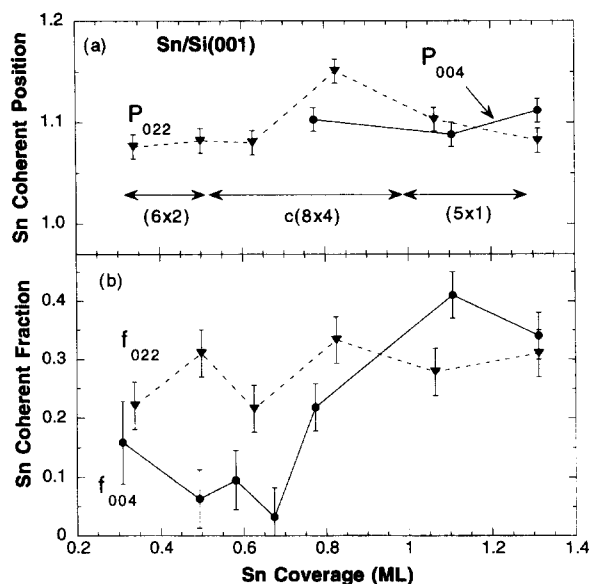 (a) Sn/Si(001)
Sn Coherent Position
1.2
1.1
1.0
P022
P004
(6x2)
c(8x4)
(5x1)
(b)
Sn Coherent Fraction
0.4
0.3
0.2
0.1
0
f022
f004
0.2 0.4 0.6 0.8 1 1.2 1.4
Sn Coverage (ML)